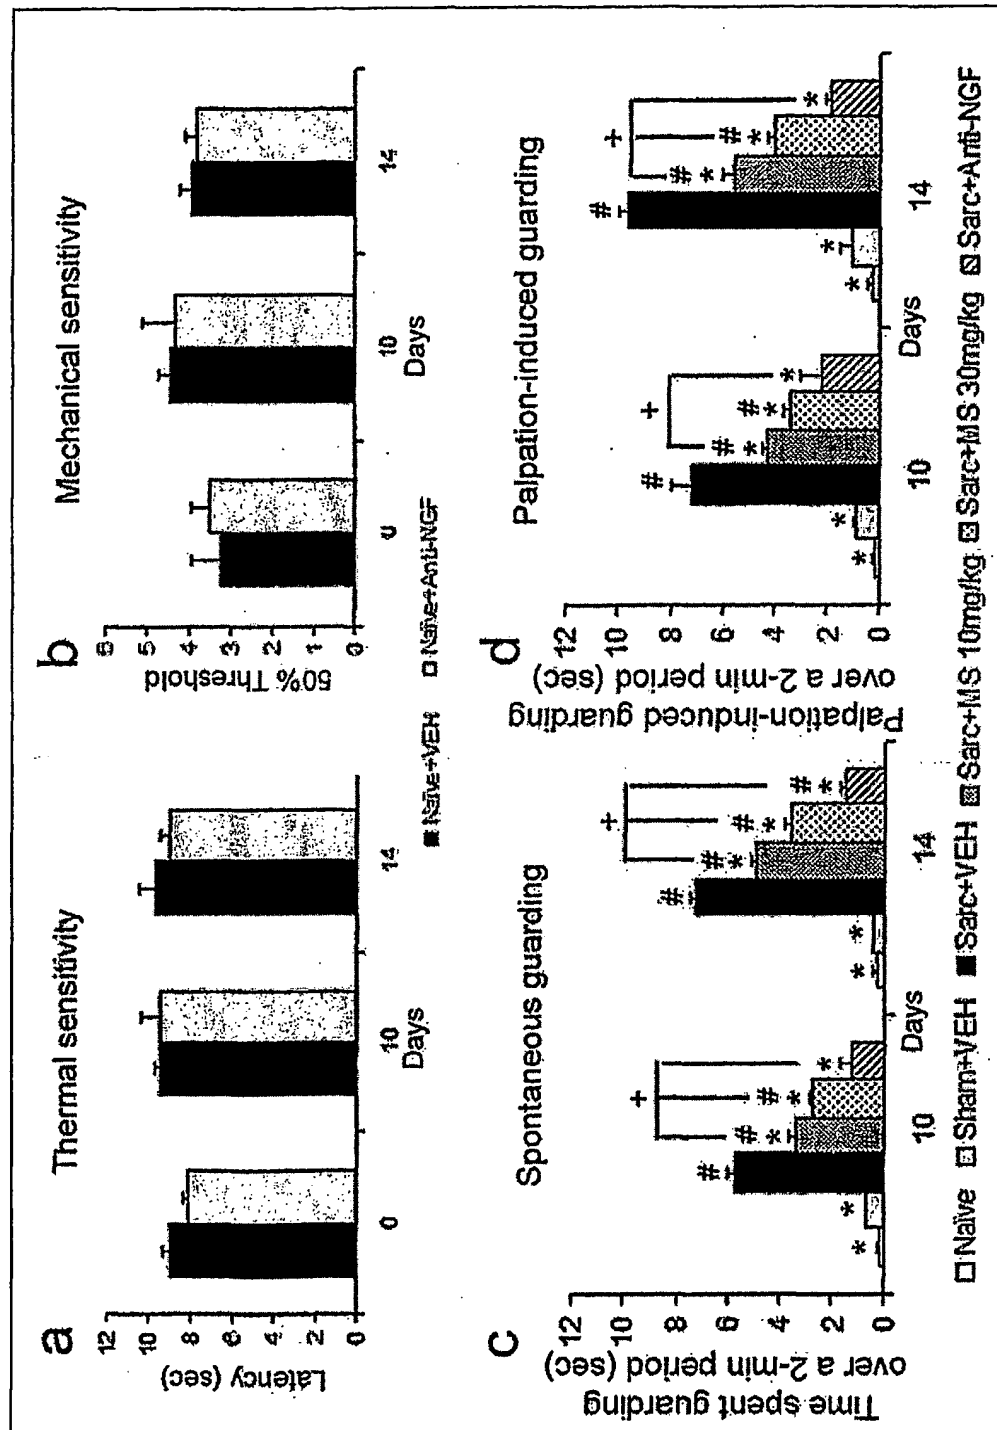 a
Thermal sensitivity
Latency (sec)
12
10
8
6
4
2
0
0
10
14
Days
b
Mechanical sensitivity
50% Threshold
6
5
4
3
2
1
0
0
10
14
Days
Naïve+VEH Naïve+Anti-NGF
c
Spontaneous guarding
Time spent guarding
over a 2-min period (sec)
12
10
8
6
4
2
0
* * # # * # * *
+
* * # # * # * # *
+
10
14
Days
d
Palpation-induced guarding
Palpation-induced guarding
over a 2-min period (sec)
12
10
8
6
4
2
0
* * # # * # * *
+
* * # # * # * *
+
10
14
Days
Naïve Sham+VEH Sarc+VEH Sarc+MS 10mg/kg Sarc+MS 30mg/kg Sarc+Anti-NGF